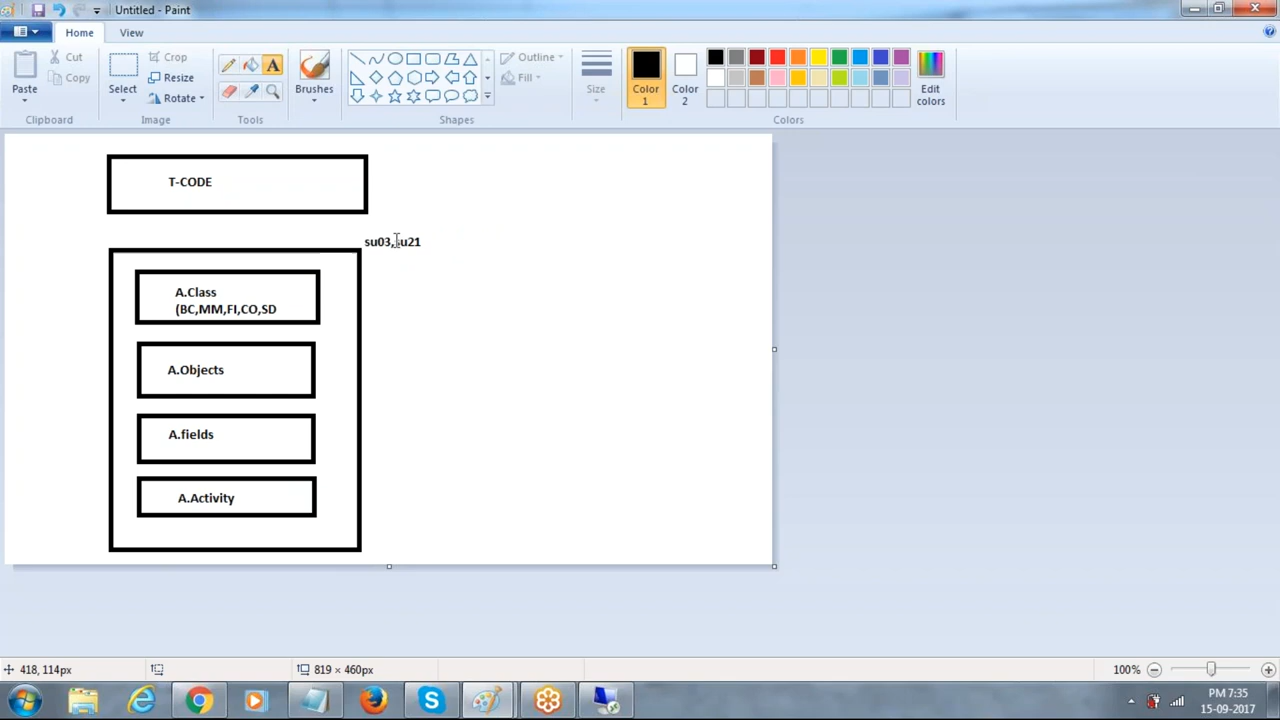 Untitled - Paint
Home
View
Paste
Cut
Copy
Clipboard
Select
Crop
Resize
Rotate
Image
Tools
Brushes
Shapes
Outline
Fill
Size
Color
1
Color
2
Edit
colors
Colors
T-CODE
su03,
A.Class
(BC,MM,FI,CO,SD
A.Objects
A.fields
A.Activity
418, 114px
819 × 460px
100%
PM 7:35
15-09-2017